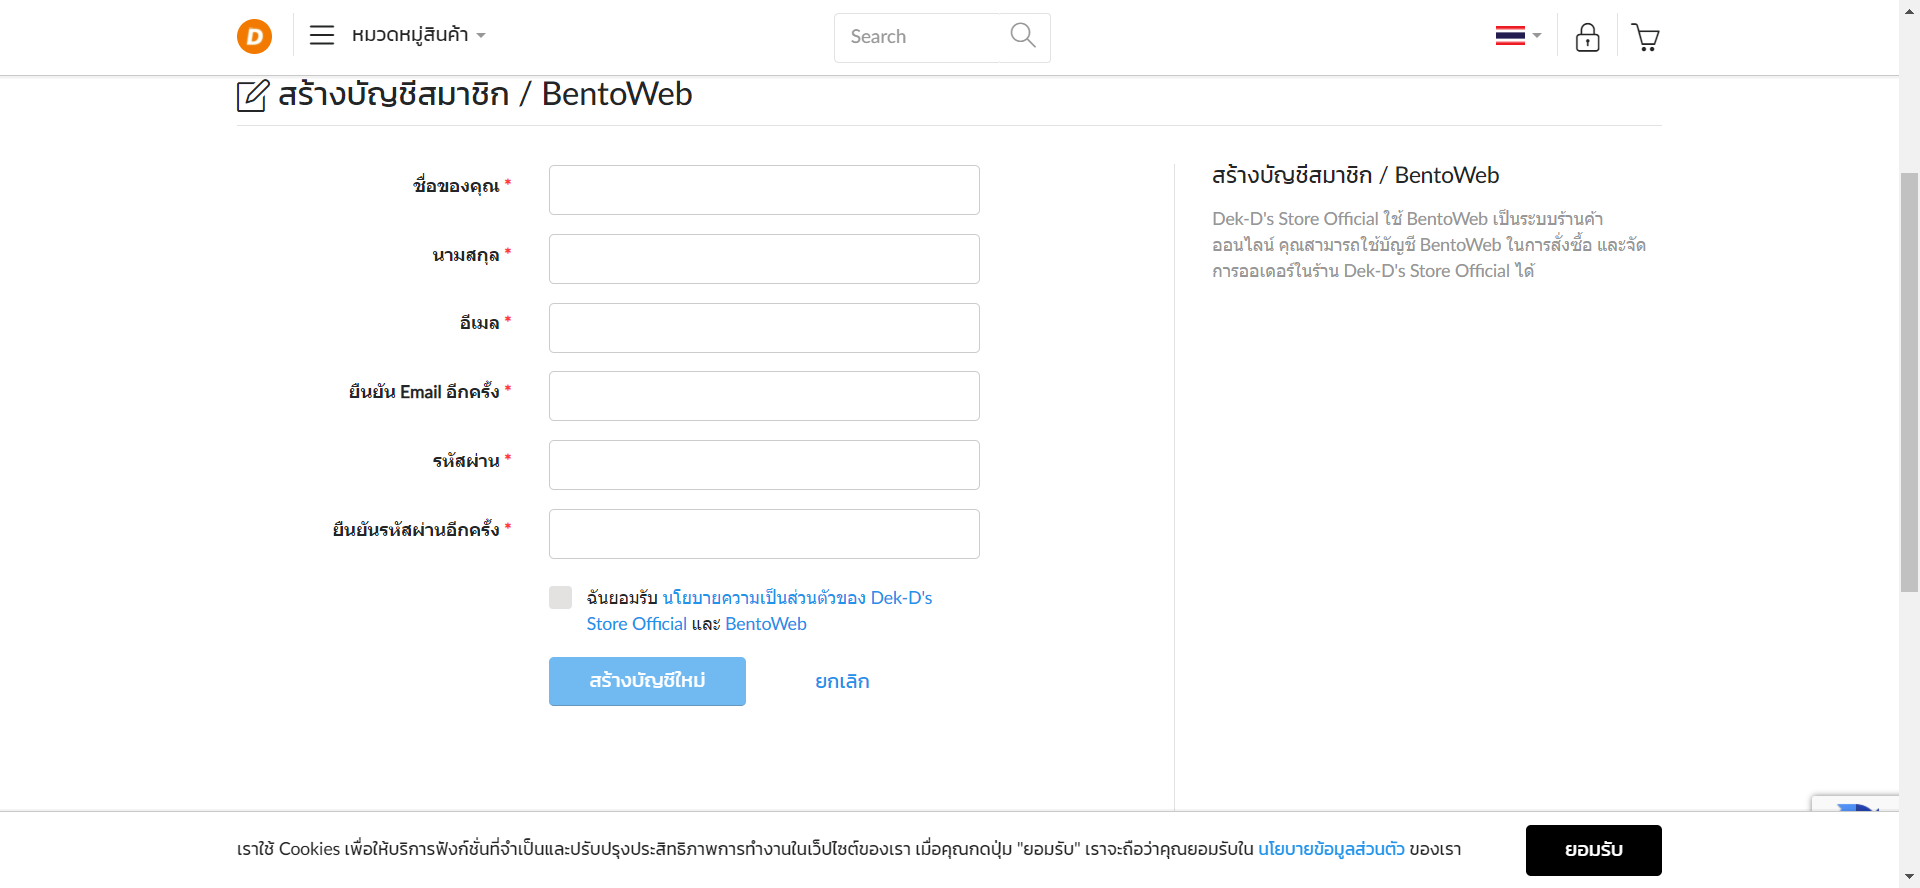 D
หมวดหมู่สินค้า
Search
สร้างบัญชีสมาชิก / BentoWeb
ชื่อของคุณ *
นามสกุล *
อีเมล *
ยืนยัน Email อีกครั้ง *
รหัสผ่าน *
ยืนยันรหัสผ่านอีกครั้ง *
ฉันยอมรับ นโยบายความเป็นส่วนตัวของ Dek-D's
Store Official และ BentoWeb
สร้างบัญชีใหม่
ยกเลิก
สร้างบัญชีสมาชิก / BentoWeb
Dek-D's Store Official ใช้ BentoWeb เป็นระบบร้านค้า
ออนไลน์ คุณสามารถใช้บัญชี BentoWeb ในการสั่งซื้อ และจัด
การออเดอร์ในร้าน Dek-D's Store Official ได้
เราใช้ Cookies เพื่อให้บริการฟังก์ชั่นที่จำเป็นและปรับปรุงประสิทธิภาพการทำงานในเว็ปไซต์ของเรา เมื่อคุณกดปุ่ม "ยอมรับ" เราจะถือว่าคุณยอมรับใน นโยบายข้อมูลส่วนตัว ของเรา
ยอมรับ